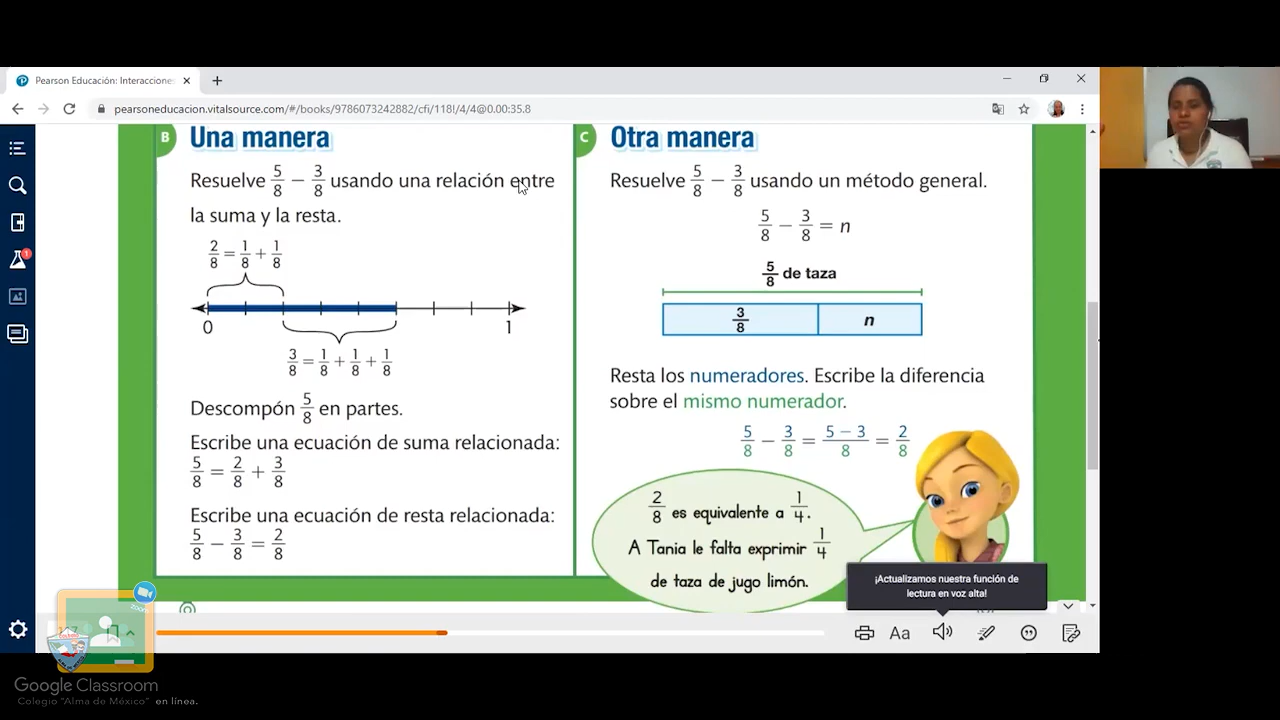 Pearson Educación: Interaccione
pearsoneducacion.vitalsource.com/#/books/9786073242882/cfi/118!/4/4@0.00:35.8
B Una manera
Resuelve 5/8 − 3/8 usando una relación entre
la suma y la resta.
2/8 = 1/8 + 1/8
0 1
3/8 = 1/8 + 1/8 + 1/8
Descompón 5/8 en partes.
Escribe una ecuación de suma relacionada:
5/8 = 2/8 + 3/8
Escribe una ecuación de resta relacionada:
5/8 − 3/8 = 2/8
C Otra manera
Resuelve 5/8 − 3/8 usando un método general.
5/8 − 3/8 = n
5/8 de taza
3/8 n
Resta los numeradores. Escribe la diferencia
sobre el mismo numerador.
5/8 − 3/8 = 5 − 3/8 = 2/8
2/8 es equivalente a 1/4.
A Tania le falta exprimir 1/4
de taza de jugo limón.
¡Actualizamos nuestra función de
lectura en voz alta!
1
Aa
zoom
Google Classroom
Colegio "Alma de México" en línea.